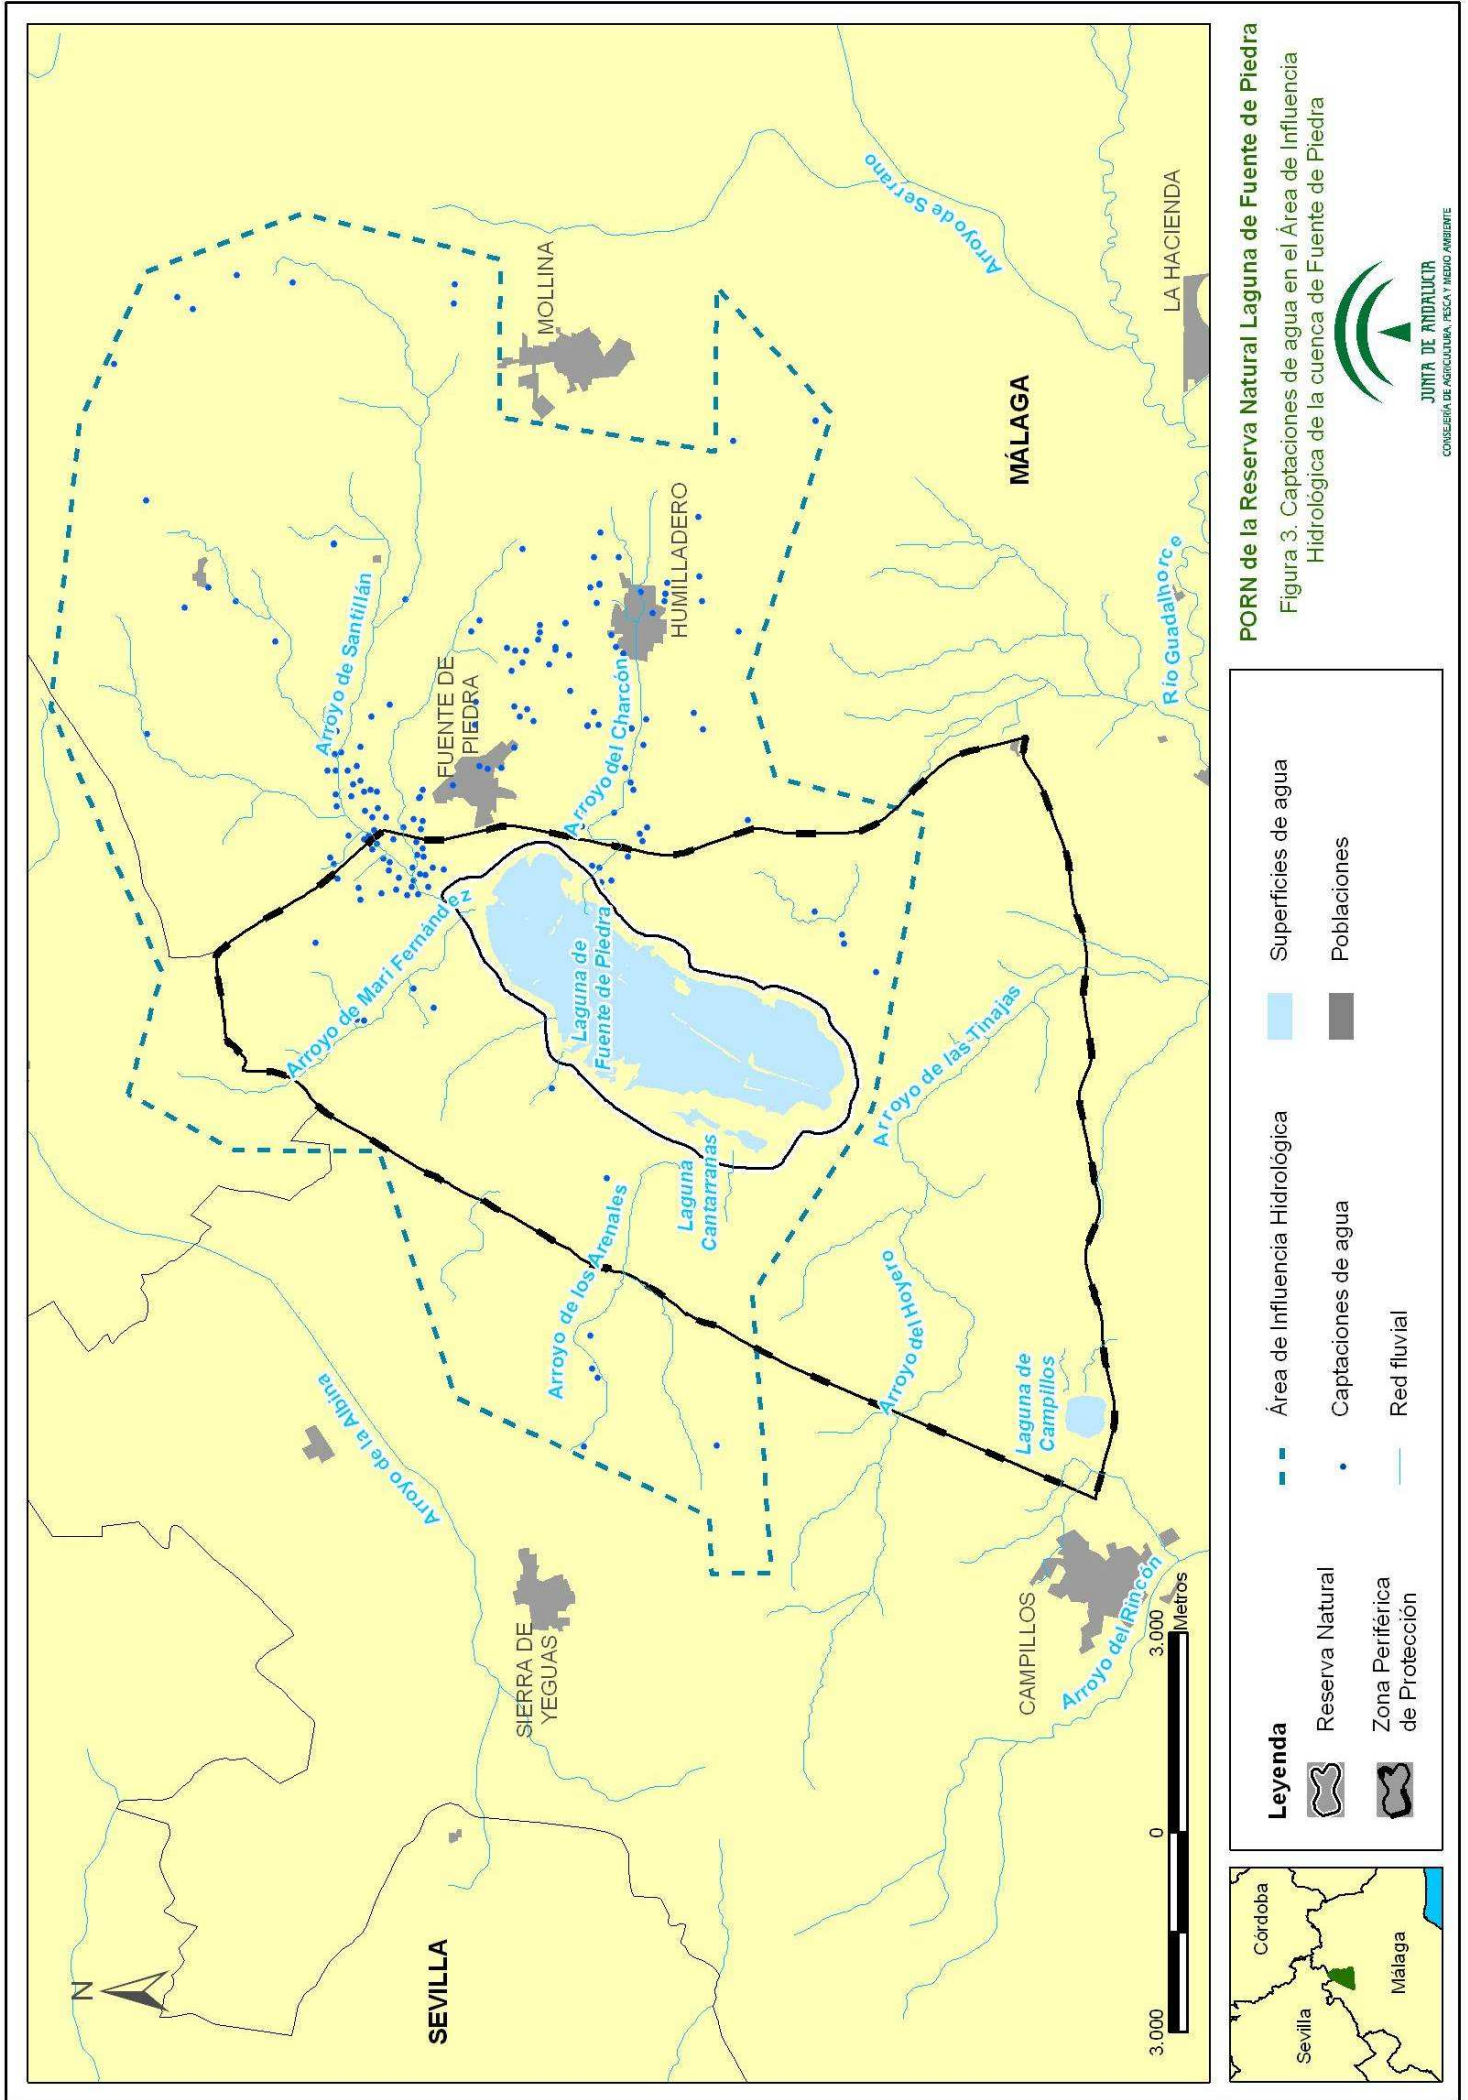 N
SEVILLA
MÁLAGA
SIERRA DE
YEGUAS
CAMPILLOS
FUENTE DE
PIEDRA
HUMILLADERO
MOLLINA
LA HACIENDA
Arroyo de la Albina
Arroyo de Mari Fernández
Arroyo de Santillán
Arroyo del Charcón
Arroyo de Serrano
Arroyo de los Arenales
Laguna de
Fuente de Piedra
Laguna
Cantarranas
Arroyo de las Tinajas
Arroyo del Hoyero
Laguna de
Campillos
Arroyo del Rincón
Río Guadalhorce
3.000
0
3.000
Metros
Córdoba
Sevilla
Málaga
Leyenda
Reserva Natural
Zona Periférica
de Protección
Área de Influencia Hidrológica
Captaciones de agua
Red fluvial
Superficies de agua
Poblaciones
PORN de la Reserva Natural Laguna de Fuente de Piedra
Figura 3. Captaciones de agua en el Área de Influencia
Hidrológica de la cuenca de Fuente de Piedra
JUNTA DE ANDALUCIA
CONSEJERÍA DE AGRICULTURA, PESCA Y MEDIO AMBIENTE